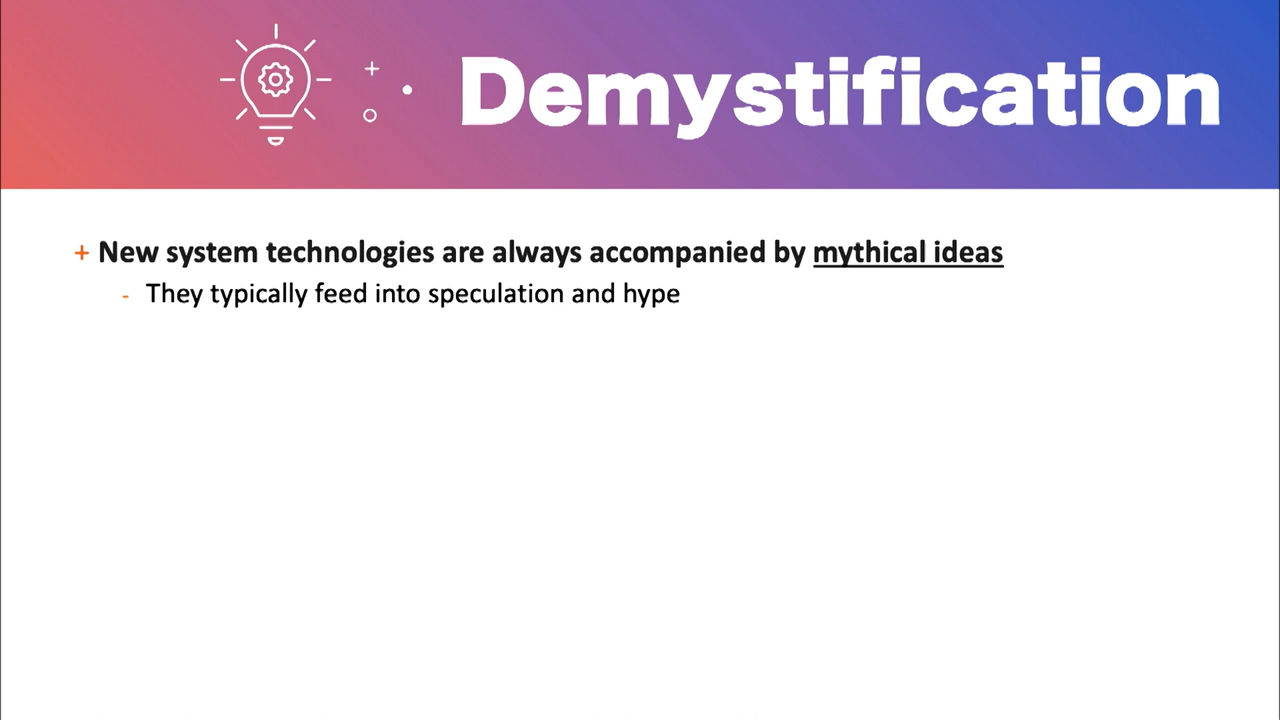 Demystification
+ New system technologies are always accompanied by mythical ideas
- They typically feed into speculation and hype